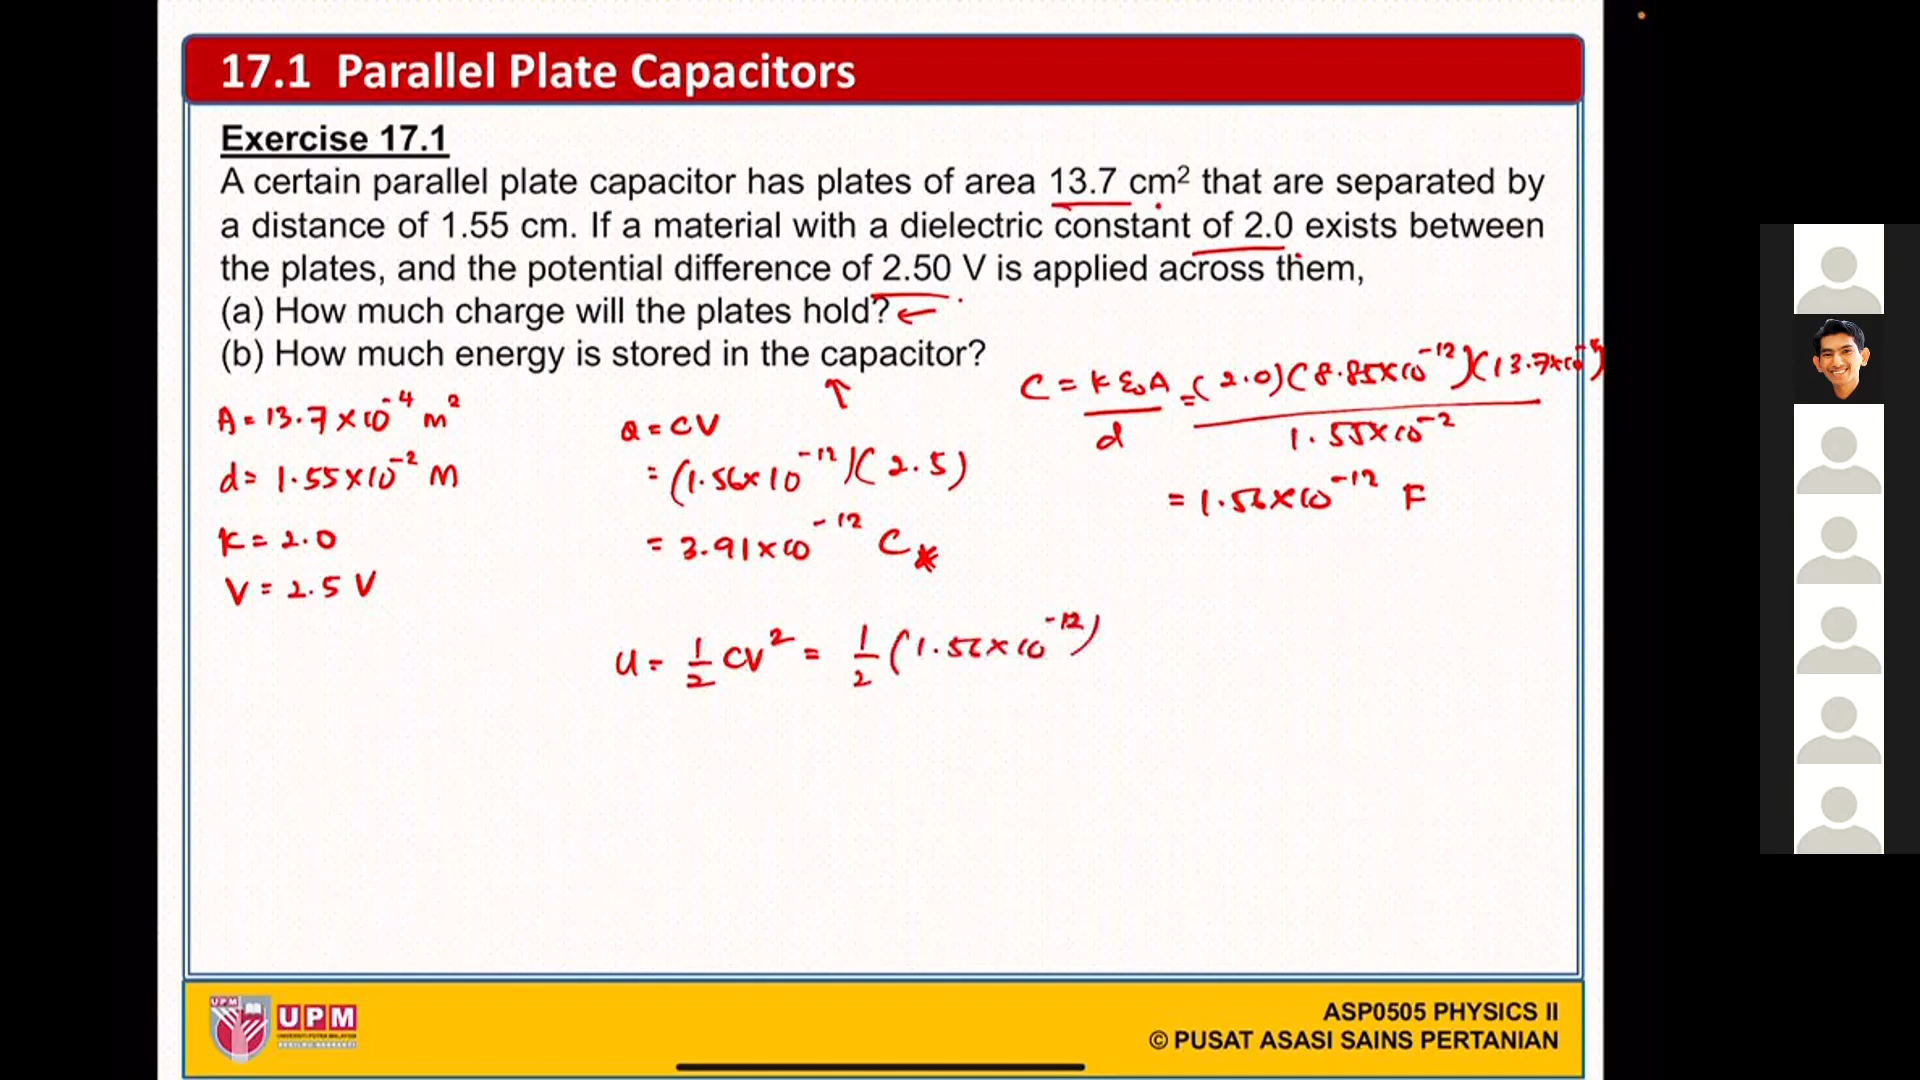 17.1 Parallel Plate Capacitors
Exercise 17.1
A certain parallel plate capacitor has plates of area 13.7 cm² that are separated by
a distance of 1.55 cm. If a material with a dielectric constant of 2.0 exists between
the plates, and the potential difference of 2.50 V is applied across them,
(a) How much charge will the plates hold? ←
(b) How much energy is stored in the capacitor?
↑
A = 13.7 × 10⁻⁴ m²
d = 1.55 × 10⁻² m
K = 2.0
V = 2.5 V
Q = CV
= (1.56 × 10⁻¹²)(2.5)
= 3.91 × 10⁻¹² C *
C = Kε₀A / d = (2.0)(8.85 × 10⁻¹²)(13.7 × 10⁻⁴) / 1.55 × 10⁻²
= 1.56 × 10⁻¹² F
U = 1/2 CV² = 1/2 (1.56 × 10⁻¹²)
UPM
UPM
UNIVERSITI PUTRA MALAYSIA
ASP0505 PHYSICS II
© PUSAT ASASI SAINS PERTANIAN